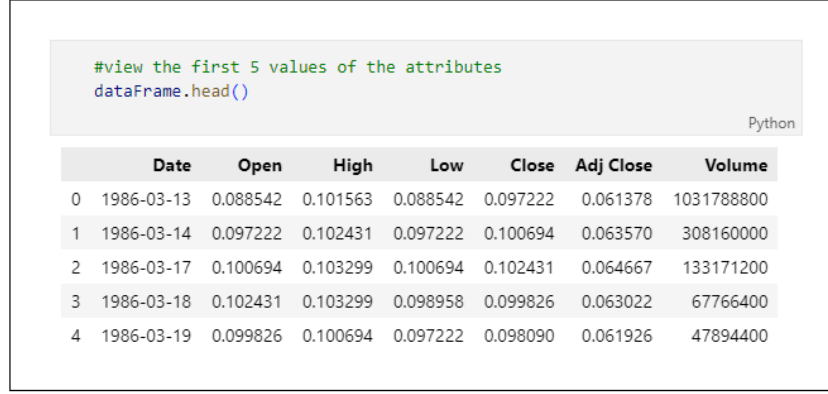 #view the first 5 values of the attributes
dataFrame.head()
Python
Date Open High Low Close Adj Close Volume
0 1986-03-13 0.088542 0.101563 0.088542 0.097222 0.061378 1031788800
1 1986-03-14 0.097222 0.102431 0.097222 0.100694 0.063570 308160000
2 1986-03-17 0.100694 0.103299 0.100694 0.102431 0.064667 133171200
3 1986-03-18 0.102431 0.103299 0.098958 0.099826 0.063022 67766400
4 1986-03-19 0.099826 0.100694 0.097222 0.098090 0.061926 47894400